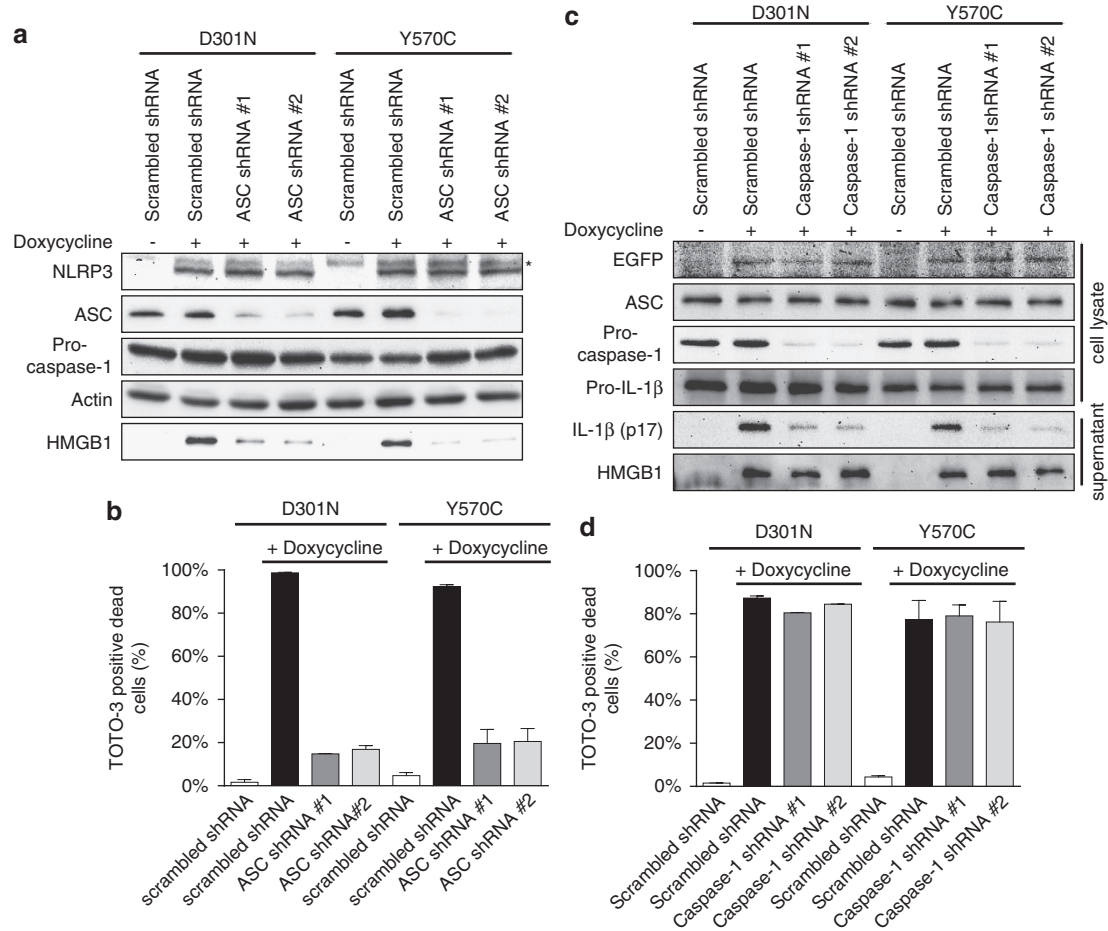 a
D301N
Y570C
Scrambled shRNA
Scrambled shRNA
ASC shRNA #1
ASC shRNA #2
Scrambled shRNA
Scrambled shRNA
ASC shRNA #1
ASC shRNA #2
Doxycycline - + + + - + + +
NLRP3
*
ASC
Pro-
caspase-1
Actin
HMGB1
b
D301N
Y570C
+ Doxycycline
+ Doxycycline
TOTO-3 positive dead
cells (%)
100%
80%
60%
40%
20%
0%
scrambled shRNA
scrambled shRNA
ASC shRNA #1
ASC shRNA#2
scrambled shRNA
scrambled shRNA
ASC shRNA #1
ASC shRNA #2
c
D301N
Y570C
Scrambled shRNA
Scrambled shRNA
Caspase-1shRNA #1
Caspase-1 shRNA #2
Scrambled shRNA
Scrambled shRNA
Caspase-1shRNA #1
Caspase-1 shRNA #2
Doxycycline - + + + - + + +
EGFP
ASC
Pro-
caspase-1
Pro-IL-1β
cell lysate
IL-1β (p17)
HMGB1
supernatant
d
D301N
Y570C
+ Doxycycline
+ Doxycycline
TOTO-3 positive dead
cells (%)
100%
80%
60%
40%
20%
0%
Scrambled shRNA
Scrambled shRNA
Caspase-1 shRNA #1
Caspase-1 shRNA #2
Scrambled shRNA
Scrambled shRNA
Caspase-1 shRNA #1
Caspase-1 shRNA #2